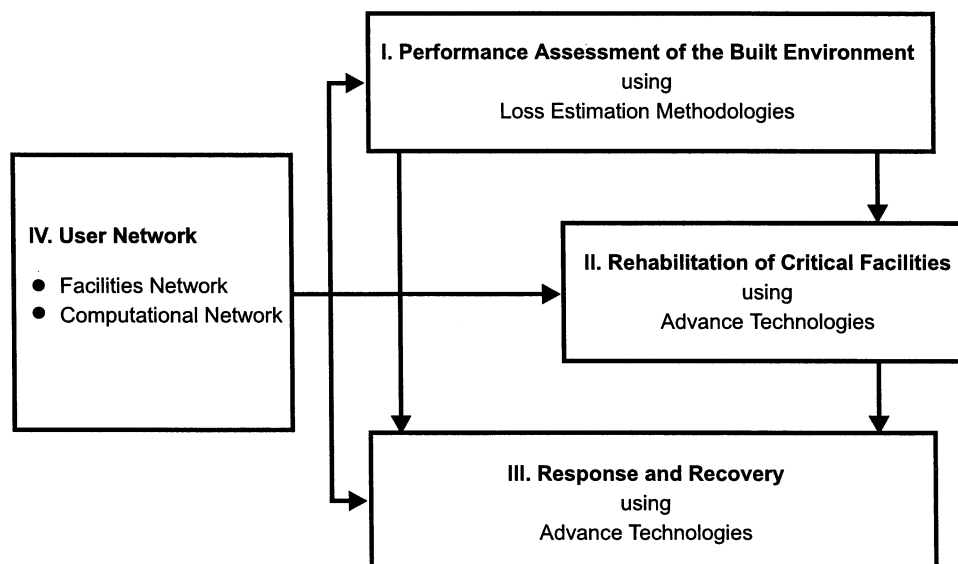 I. Performance Assessment of the Built Environment
using
Loss Estimation Methodologies
IV. User Network
● Facilities Network
● Computational Network
II. Rehabilitation of Critical Facilities
using
Advance Technologies
III. Response and Recovery
using
Advance Technologies